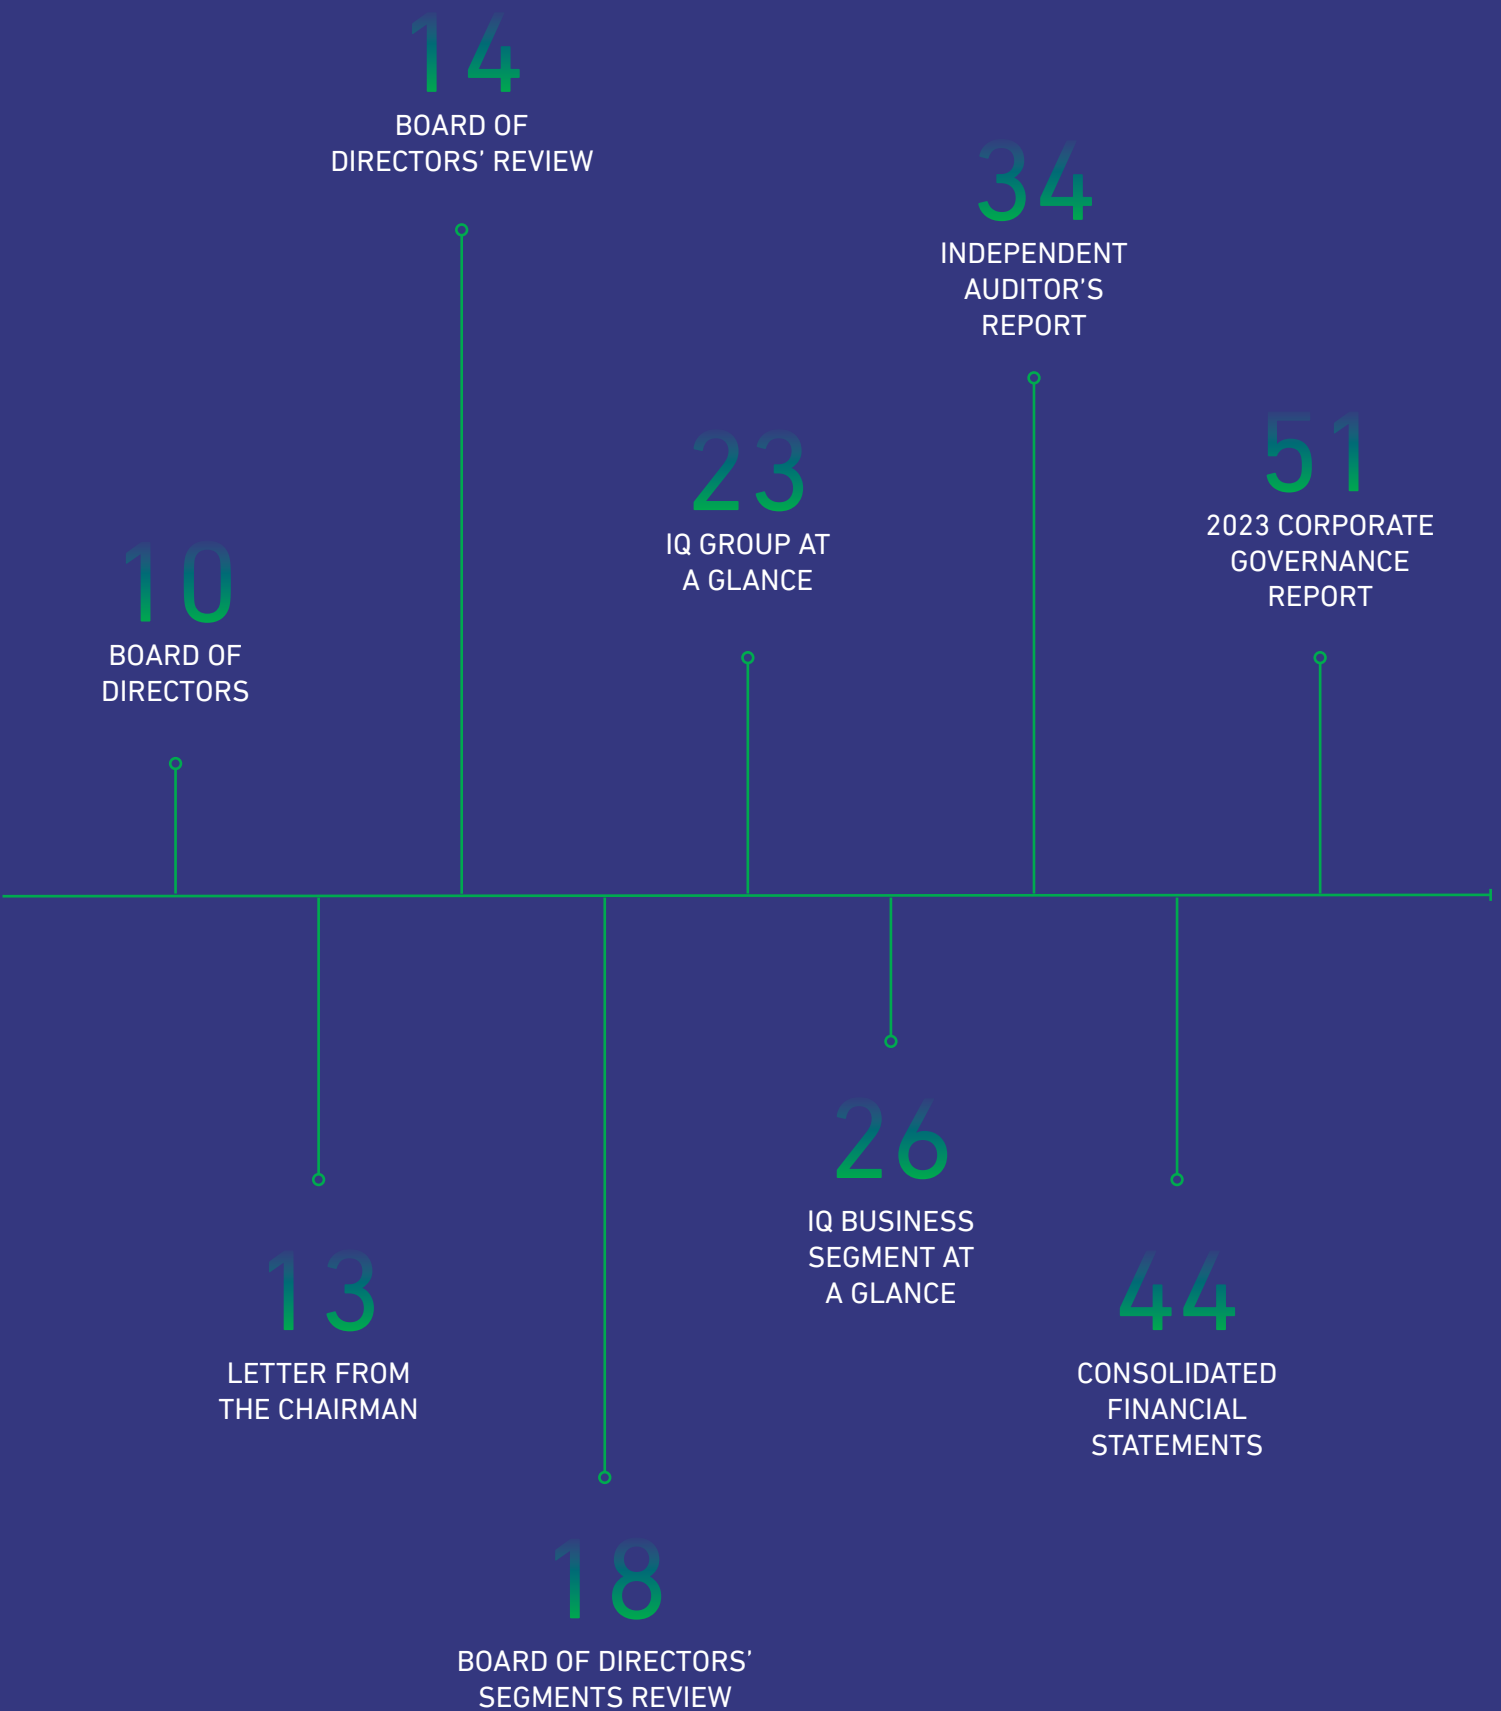 10
BOARD OF
DIRECTORS
13
LETTER FROM
THE CHAIRMAN
14
BOARD OF
DIRECTORS’ REVIEW
18
BOARD OF DIRECTORS’
SEGMENTS REVIEW
23
IQ GROUP AT
A GLANCE
26
IQ BUSINESS
SEGMENT AT
A GLANCE
34
INDEPENDENT
AUDITOR’S
REPORT
44
CONSOLIDATED
FINANCIAL
STATEMENTS
51
2023 CORPORATE
GOVERNANCE
REPORT